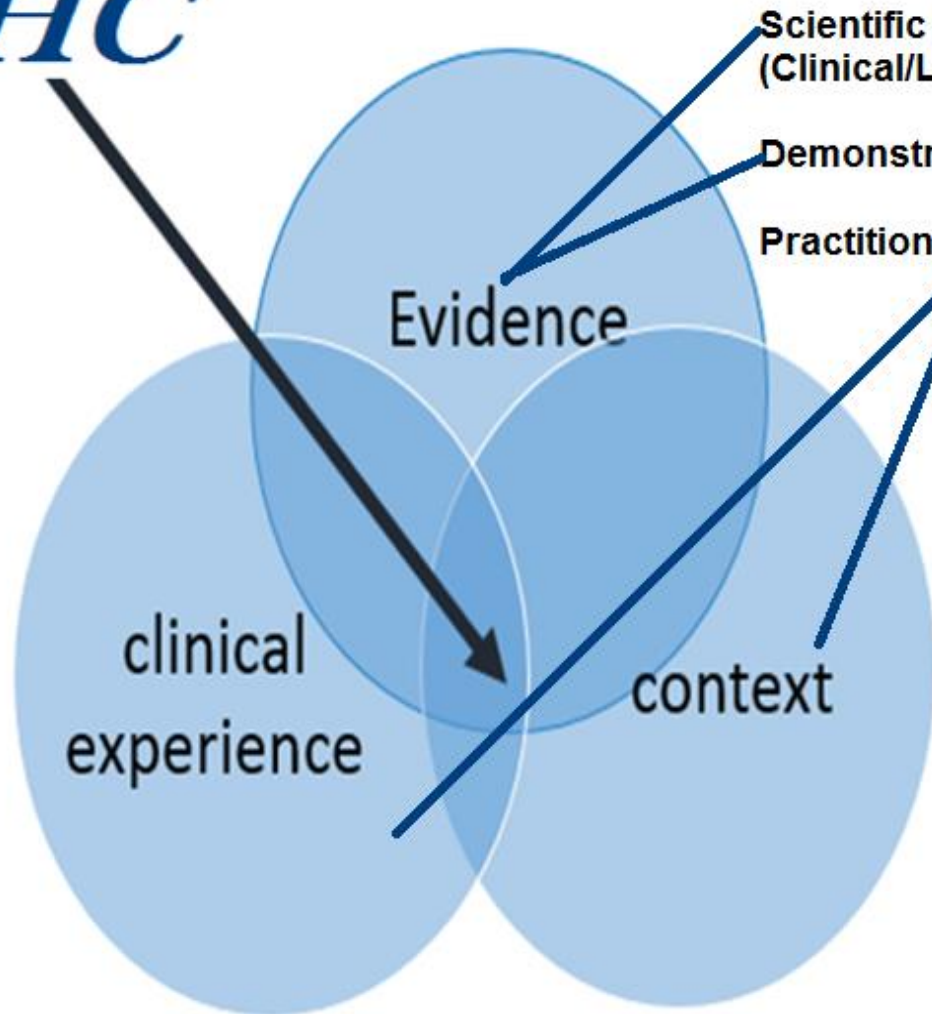 HC
Scientific
(Clinical/L
Demonstr
Practition
Evidence
clinical
experience
context